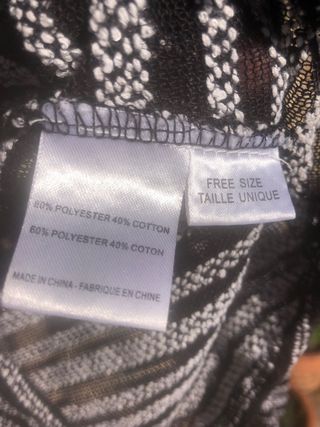 60% POLYESTER 40% COTTON
60% POLYESTER 40% COTON
MADE IN CHINA - FABRIQUE EN CHINE
FREE SIZE
TAILLE UNIQUE